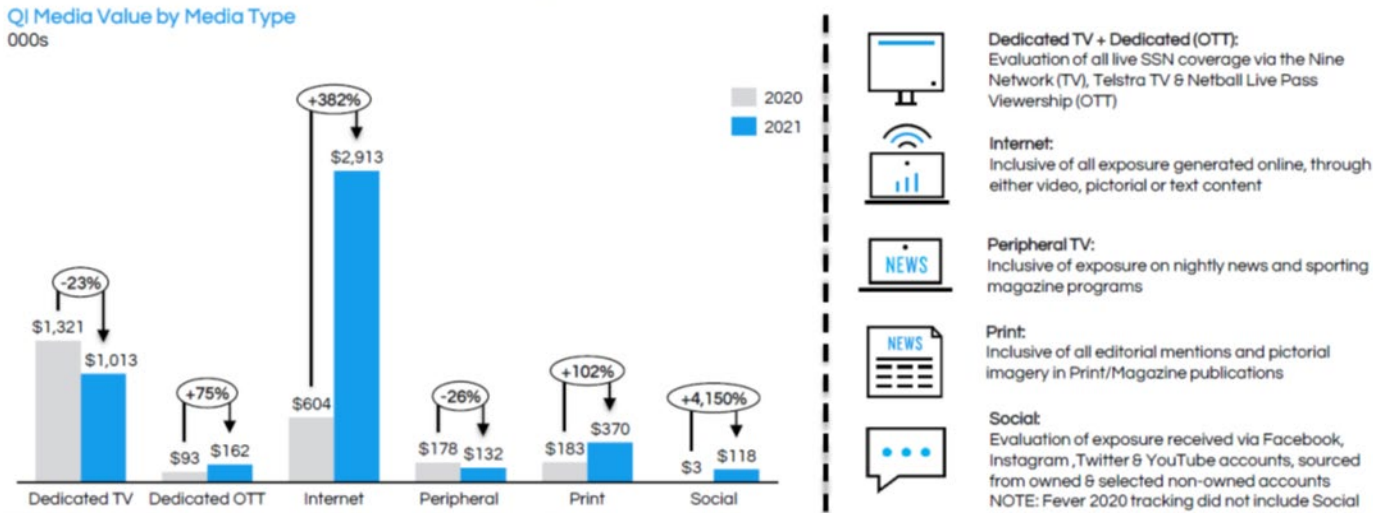 QI Media Value by Media Type
000s
2020
2021
+382%
$2,913
-23%
$1,321
$1,013
+75%
$93
$162
$604
-26%
$178
$132
+102%
$183
$370
+4,150%
$3
$118
Dedicated TV
Dedicated OTT
Internet
Peripheral
Print
Social
Dedicated TV + Dedicated (OTT):
Evaluation of all live SSN coverage via the Nine
Network (TV), Telstra TV & Netball Live Pass
Viewership (OTT)
Internet:
Inclusive of all exposure generated online, through
either video, pictorial or text content
NEWS
Peripheral TV:
Inclusive of exposure on nightly news and sporting
magazine programs
NEWS
Print:
Inclusive of all editorial mentions and pictorial
imagery in Print/Magazine publications
Social:
Evaluation of exposure received via Facebook,
Instagram ,Twitter & YouTube accounts, sourced
from owned & selected non-owned accounts
NOTE: Fever 2020 tracking did not include Social